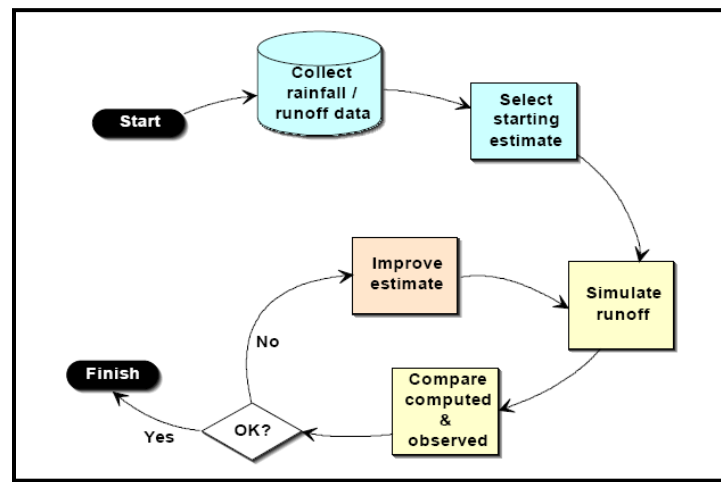 Start
Collect
rainfall /
runoff data
Select
starting
estimate
Simulate
runoff
Compare
computed
&
observed
OK?
No
Improve
estimate
Yes
Finish